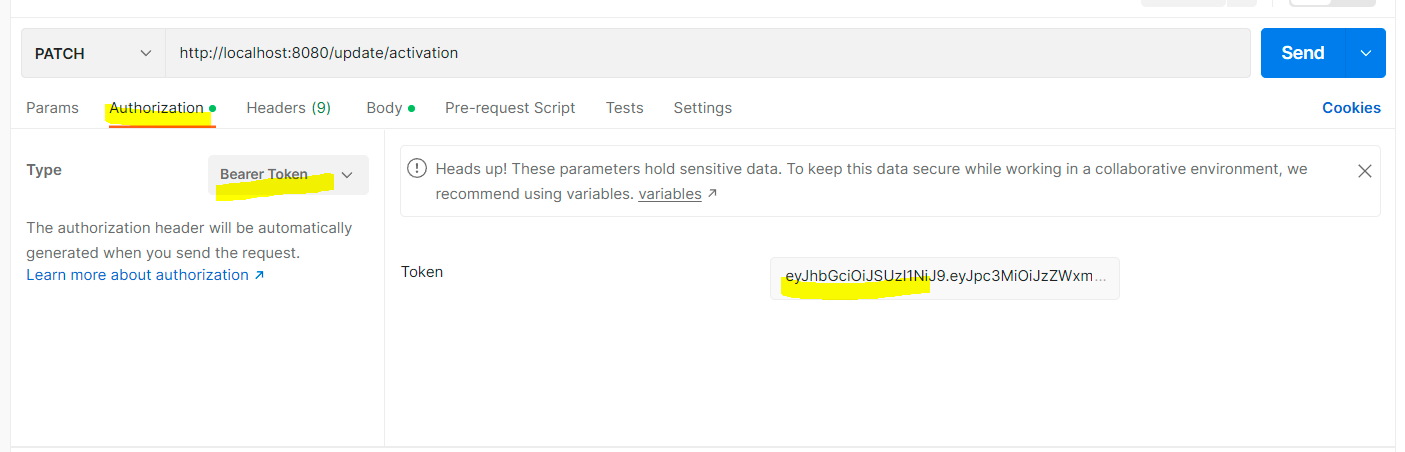 PATCH http://localhost:8080/update/activation Send
Params Authorization Headers (9) Body Pre-request Script Tests Settings Cookies
Type Bearer Token
The authorization header will be automatically
generated when you send the request.
Learn more about authorization ↗
Heads up! These parameters hold sensitive data. To keep this data secure while working in a collaborative environment, we
recommend using variables. variables ↗
Token eyJhbGciOiJSUzI1NiJ9.eyJpc3MiOiJzZWxm...